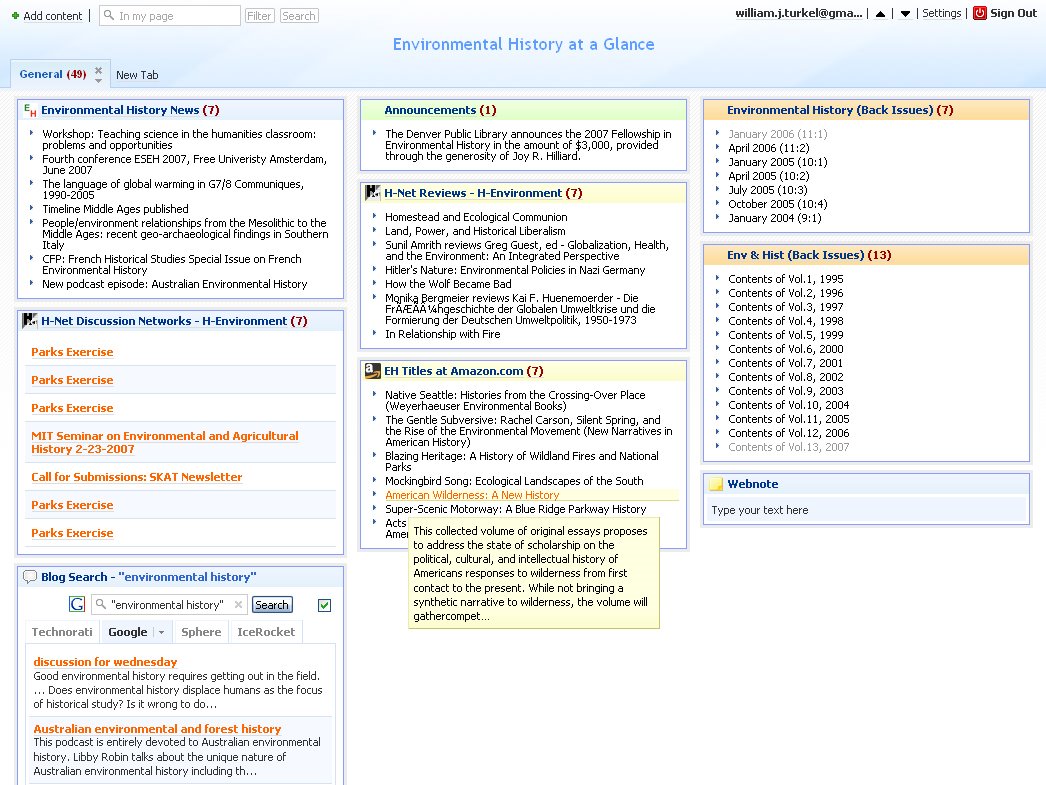 Add content | In my page Filter Search
william.j.turkel@gma... | ▲ | ▼ | Settings | Sign Out
Environmental History at a Glance
General (49)
New Tab
EH Environmental History News (7)
Workshop: Teaching science in the humanities classroom:
problems and opportunities
Fourth conference ESEH 2007, Free Univeristy Amsterdam,
June 2007
The language of global warming in G7/8 Communiques,
1990-2005
Timeline Middle Ages published
People/environment relationships from the Mesolithic to the
Middle Ages: recent geo-archaeological findings in Southern
Italy
CFP: French Historical Studies Special Issue on French
Environmental History
New podcast episode: Australian Environmental History
H-Net Discussion Networks - H-Environment (7)
Parks Exercise
Parks Exercise
Parks Exercise
MIT Seminar on Environmental and Agricultural
History 2-23-2007
Call for Submissions: SKAT Newsletter
Parks Exercise
Parks Exercise
Blog Search - "environmental history"
G "environmental history" Search
Technorati Google Sphere IceRocket
discussion for wednesday
Good environmental history requires getting out in the field.
... Does environmental history displace humans as the focus
of historical study? Is it wrong to do...
Australian environmental and forest history
This podcast is entirely devoted to Australian environmental
history. Libby Robin talks about the unique nature of
Australian environmental history including th...
Announcements (1)
The Denver Public Library announces the 2007 Fellowship in
Environmental History in the amount of $3,000, provided
through the generosity of Joy R. Hilliard.
H-Net Reviews - H-Environment (7)
Homestead and Ecological Communion
Land, Power, and Historical Liberalism
Sunil Amrith reviews Greg Guest, ed - Globalization, Health,
and the Environment: An Integrated Perspective
Hitler's Nature: Environmental Policies in Nazi Germany
How the Wolf Became Bad
Monika Bergmeier reviews Kai F. Huenemoerder - Die
der Globalen Umweltkrise und die
Formierung der Deutschen Umweltpolitik, 1950-1973
In Relationship with Fire
EH Titles at Amazon.com (7)
Native Seattle: Histories from the Crossing-Over Place
(Weyerhaeuser Environmental Books)
The Gentle Subversive: Rachel Carson, Silent Spring, and
the Rise of the Environmental Movement (New Narratives in
American History)
Blazing Heritage: A History of Wildland Fires and National
Parks
Mockingbird Song: Ecological Landscapes of the South
American Wilderness: A New History
Super-Scenic Motorway: A Blue Ridge Parkway History
Acts
Amer
This collected volume of original essays proposes
to address the state of scholarship on the
political, cultural, and intellectual history of
Americans responses to wilderness from first
contact to the present. While not bringing a
synthetic narrative to wilderness, the volume will
gathercompet...
Environmental History (Back Issues) (7)
January 2006 (11:1)
April 2006 (11:2)
January 2005 (10:1)
April 2005 (10:2)
July 2005 (10:3)
October 2005 (10:4)
January 2004 (9:1)
Env & Hist (Back Issues) (13)
Contents of Vol.1, 1995
Contents of Vol.2, 1996
Contents of Vol.3, 1997
Contents of Vol.4, 1998
Contents of Vol.5, 1999
Contents of Vol.6, 2000
Contents of Vol.7, 2001
Contents of Vol.8, 2002
Contents of Vol.9, 2003
Contents of Vol.10, 2004
Contents of Vol.11, 2005
Contents of Vol.12, 2006
Contents of Vol.13, 2007
Webnote
Type your text here